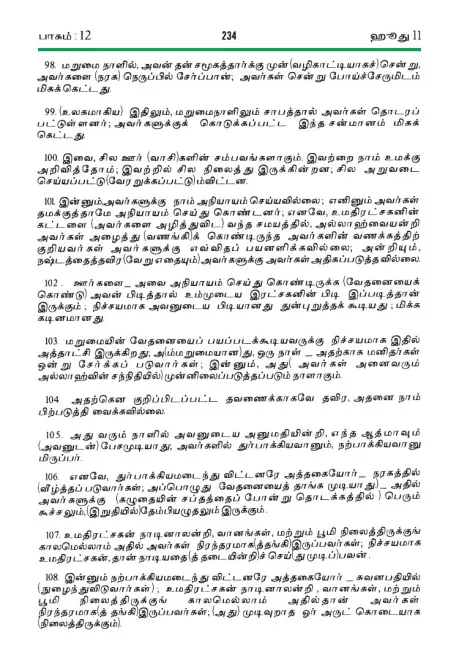 பாகம் : 12 234 ஹூது 11
98. மறுமை நாளில், அவன் தன் சமூகத்தார்க்கு முன் (வழிகாட்டியாகச்) சென்று,
அவர்களை (நரக) நெருப்பில் சேர்ப்பான்; அவர்கள் சென்று போய்ச்சேருமிடம்
மிகக்கெட்டது.
99. (உலகமாகிய) இதிலும், மறுமைநாளிலும் சாபத்தால் அவர்கள் தொடரப்
பட்டுள்ளனர்; அவர்களுக்குக் கொடுக்கப்பட்ட இந்த சன்மானம் மிகக்
கெட்டது.
100. இவை, சில ஊர் (வாசி)களின் சம்பவங்களாகும். இவற்றை நாம் உமக்கு
அறிவித்தோம்; இவற்றில் சில நிலைத்து இருக்கின்றன; சில அறுவடை
செய்யப்பட்டு(வேரறுக்கப்பட்டு)ம்விட்டன.
101. இன்னும்அவர்களுக்கு நாம்அநியாயம் செய்யவில்லை; எனினும் அவர்கள்
தமக்குத்தாமே அநியாயம் செய்து கொண்டனர்; எனவே, உமதிரட்சகனின்
கட்டளை (அவர்களை அழித்துவிட) வந்த சமயத்தில், அல்லாஹ்வையன்றி
அவர்கள் அழைத்து (வணங்கி)க் கொண்டிருந்த அவர்களின் வணக்கத்திற்
குறியவர்கள் அவர்களுக்கு எவ்விதப் பயனளிக்கவில்லை; அன்றியும்,
நஷ்டத்தைத்தவிர(வேறு எதையும்)அவர்களுக்கு அவர்கள்அதிகப்படுத்தவில்லை.
102. ஊர்களை_ அவை அநியாயம் செய்து கொண்டிருக்க (வேதனையைக்
கொண்டு) அவன் பிடித்தால் உம்முடைய இரட்சகனின் பிடி இப்படித்தான்
இருக்கும்; நிச்சயமாக அவனுடைய பிடியானது துன்புறுத்தக்கூடியது; மிக்க
கடினமானது.
103. மறுமையின் வேதனையைப் பயப்படக்கூடியவருக்கு நிச்சயமாக இதில்
அத்தாட்சி இருக்கிறது; அ(ம்மறுமையான)து, ஒரு நாள் _ அதற்காக மனிதர்கள்
ஒன்று சேர்க்கப் படுவார்கள்; இன்னும், அது( அவர்கள் அனைவரும்
அல்லாஹ்வின் சந்நிதியில்)முன்னிலைப்படுத்தப்படும் நாளாகும்.
104. அதற்கென குறிப்பிடப்பட்ட தவணைக்காகவே தவிர, அதனை நாம்
பிற்படுத்தி வைக்கவில்லை.
105. அது வரும் நாளில் அவனுடைய அனுமதியின்றி, எந்த ஆத்மாவும்
(அவனுடன்) பேசமுடியாது; அவர்களில் துர்பாக்கியவானும், நற்பாக்கியவானு
மிருப்பர்.
106. எனவே, துர்பாக்கியமடைந்து விட்டனரே அத்தகையோர்_ நரகத்தில்
(வீழ்த்தப் படுவார்கள்; அப்பொழுது வேதனையைத் தாங்க முடியாது) _ அதில்
அவர்களுக்கு (கழுதையின் சப்தத்தைப் போன்று தொடக்கத்தில் ) பெரும்
கூச்சலும்,(இறுதியில்)தேம்பியழுதலும் இருக்கும்.
107. உமதிரட்சகன் நாடினாலன்றி, வானங்கள், மற்றும் பூமி நிலைத்திருக்குங்
காலமெல்லாம் அதில் அவர்கள் நிரந்தரமாக(த்தங்கி)இருப்பவர்கள்; நிச்சயமாக
உமதிரட்சகன், தான் நாடியதை(த் தடையின்றி)ச் செய்(து முடிப்)பவன்.
108 இன்னும் நற்பாக்கியமடைந்து விட்டனரே அத்தகையோர் _ சுவனபதியில்
(நுழைந்துவிடுவார்கள்) ; உமதிரட்சகன் நாடினாலன்றி , வானங்கள், மற்றும்
பூமி நிலைத்திருக்குங் காலமெல்லாம் அதில்தான் அவர்கள்
நிரந்தரமாக(த் தங்கி)இருப்பவர்கள்; (அது) முடிவுறாத ஓர் அருட் கொடையாக
(நிலைத்திருக்கும்).